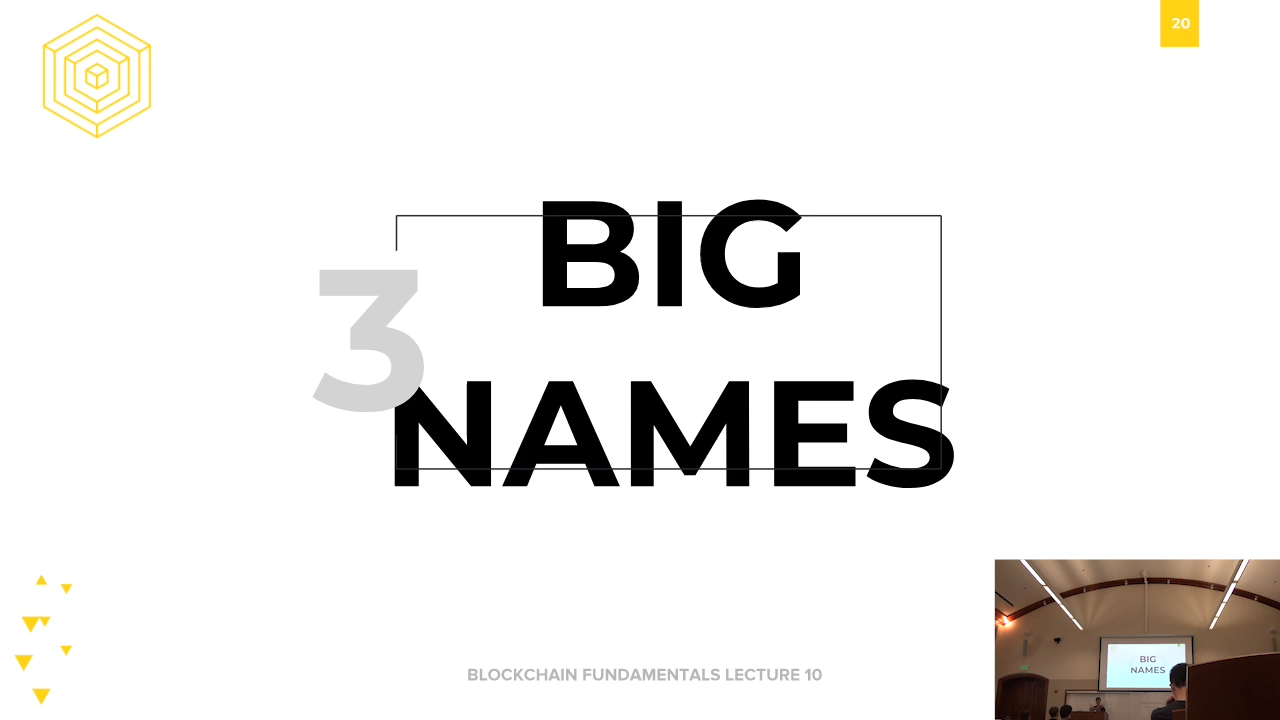 20
BIG
3
NAMES
BLOCKCHAIN FUNDAMENTALS LECTURE 10
BIG
NAMES